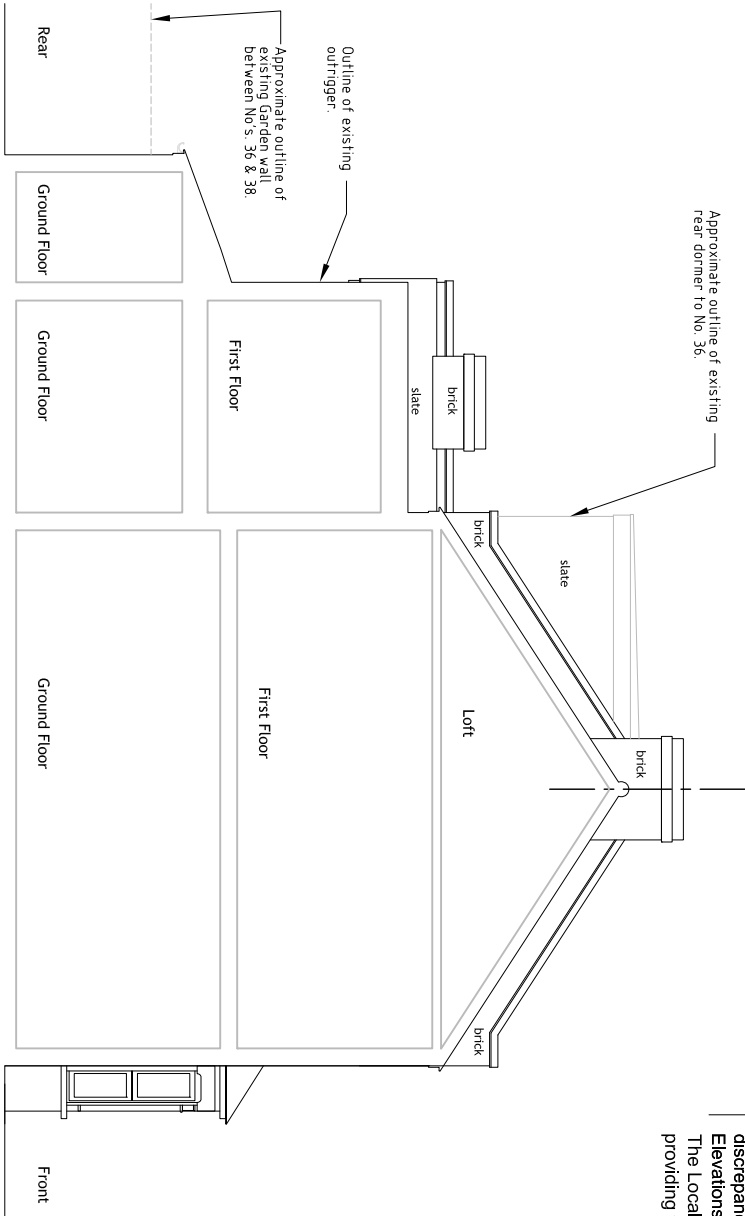 Approximate outline of existing
rear dormer to No. 36.
Outline of existing
outrigger.
Approximate outline of
existing Garden wall
between No's. 36 & 38.
brick
slate
slate
brick
brick
brick
Loft
First Floor
First Floor
Ground Floor
Ground Floor
Ground Floor
Rear
Front
Elevations
The Local
providing